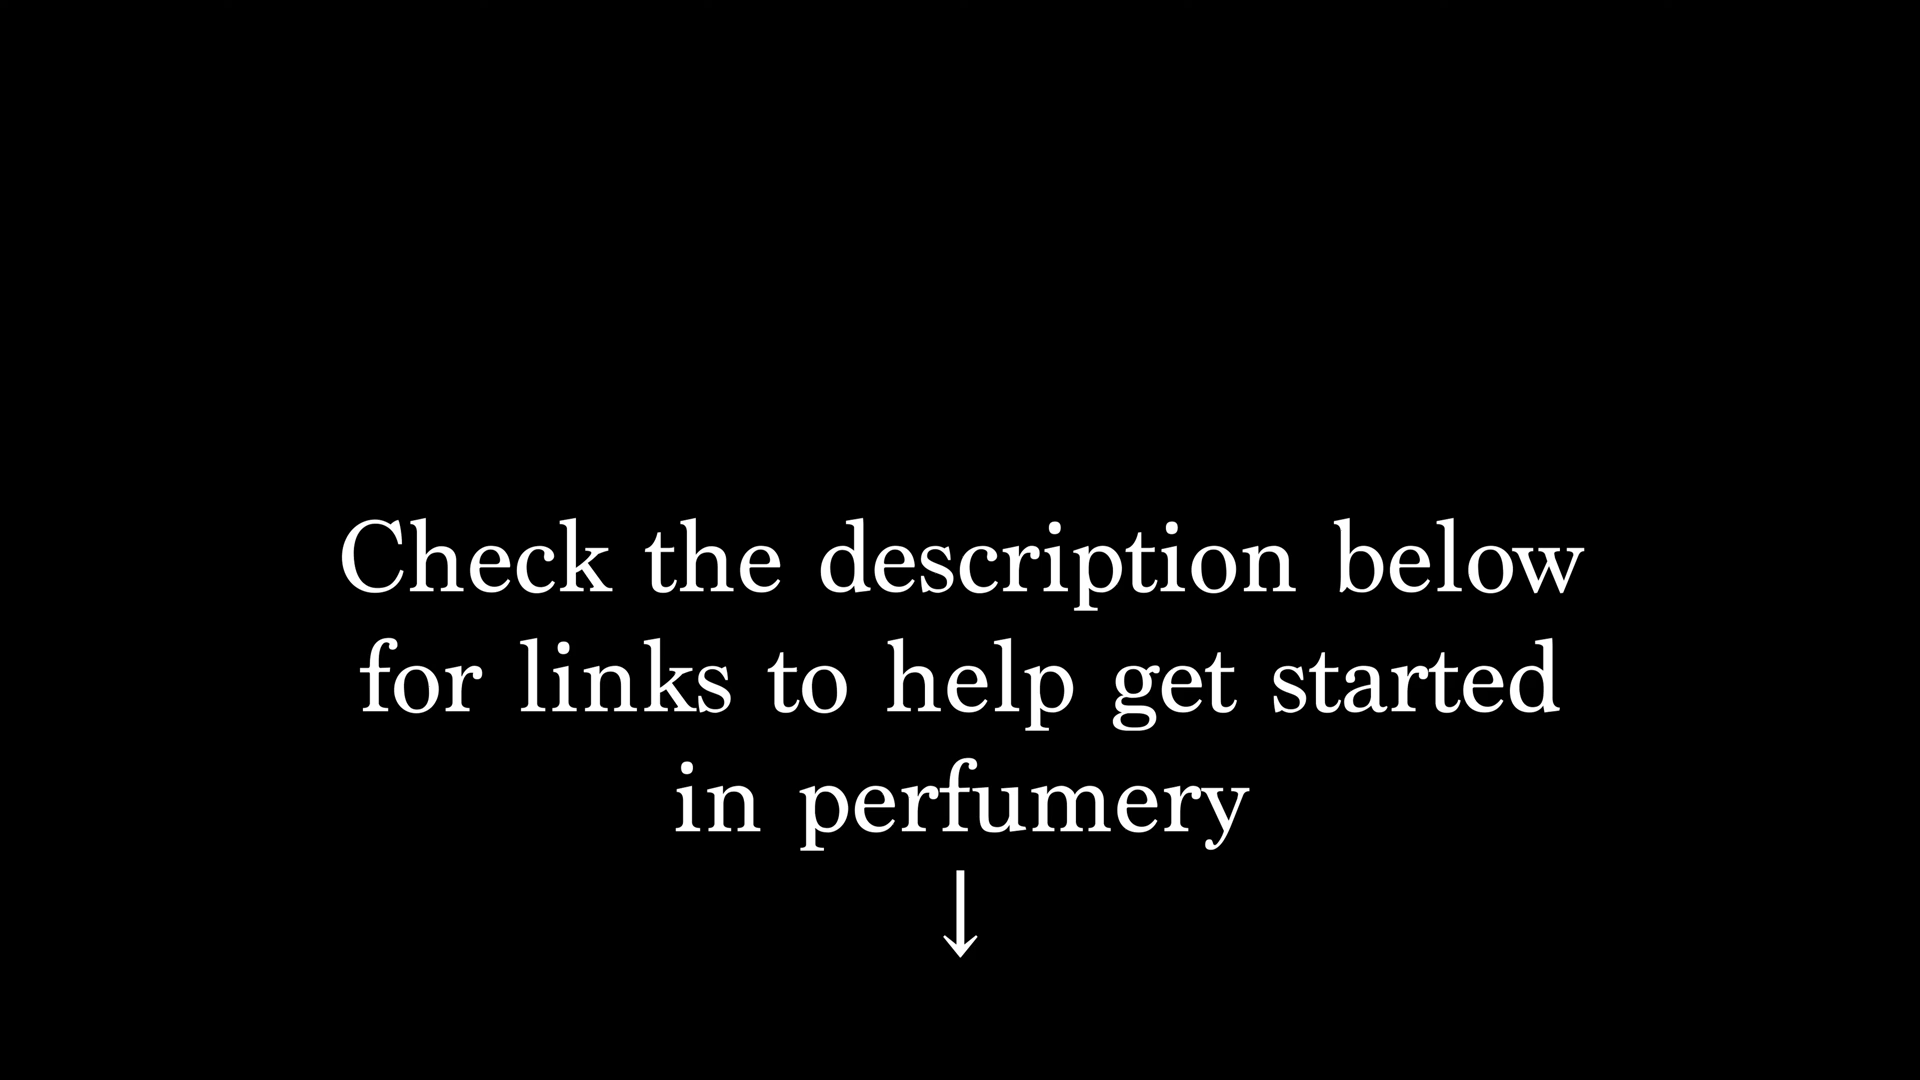 Check the description below
for links to help get started
in perfumery
↓